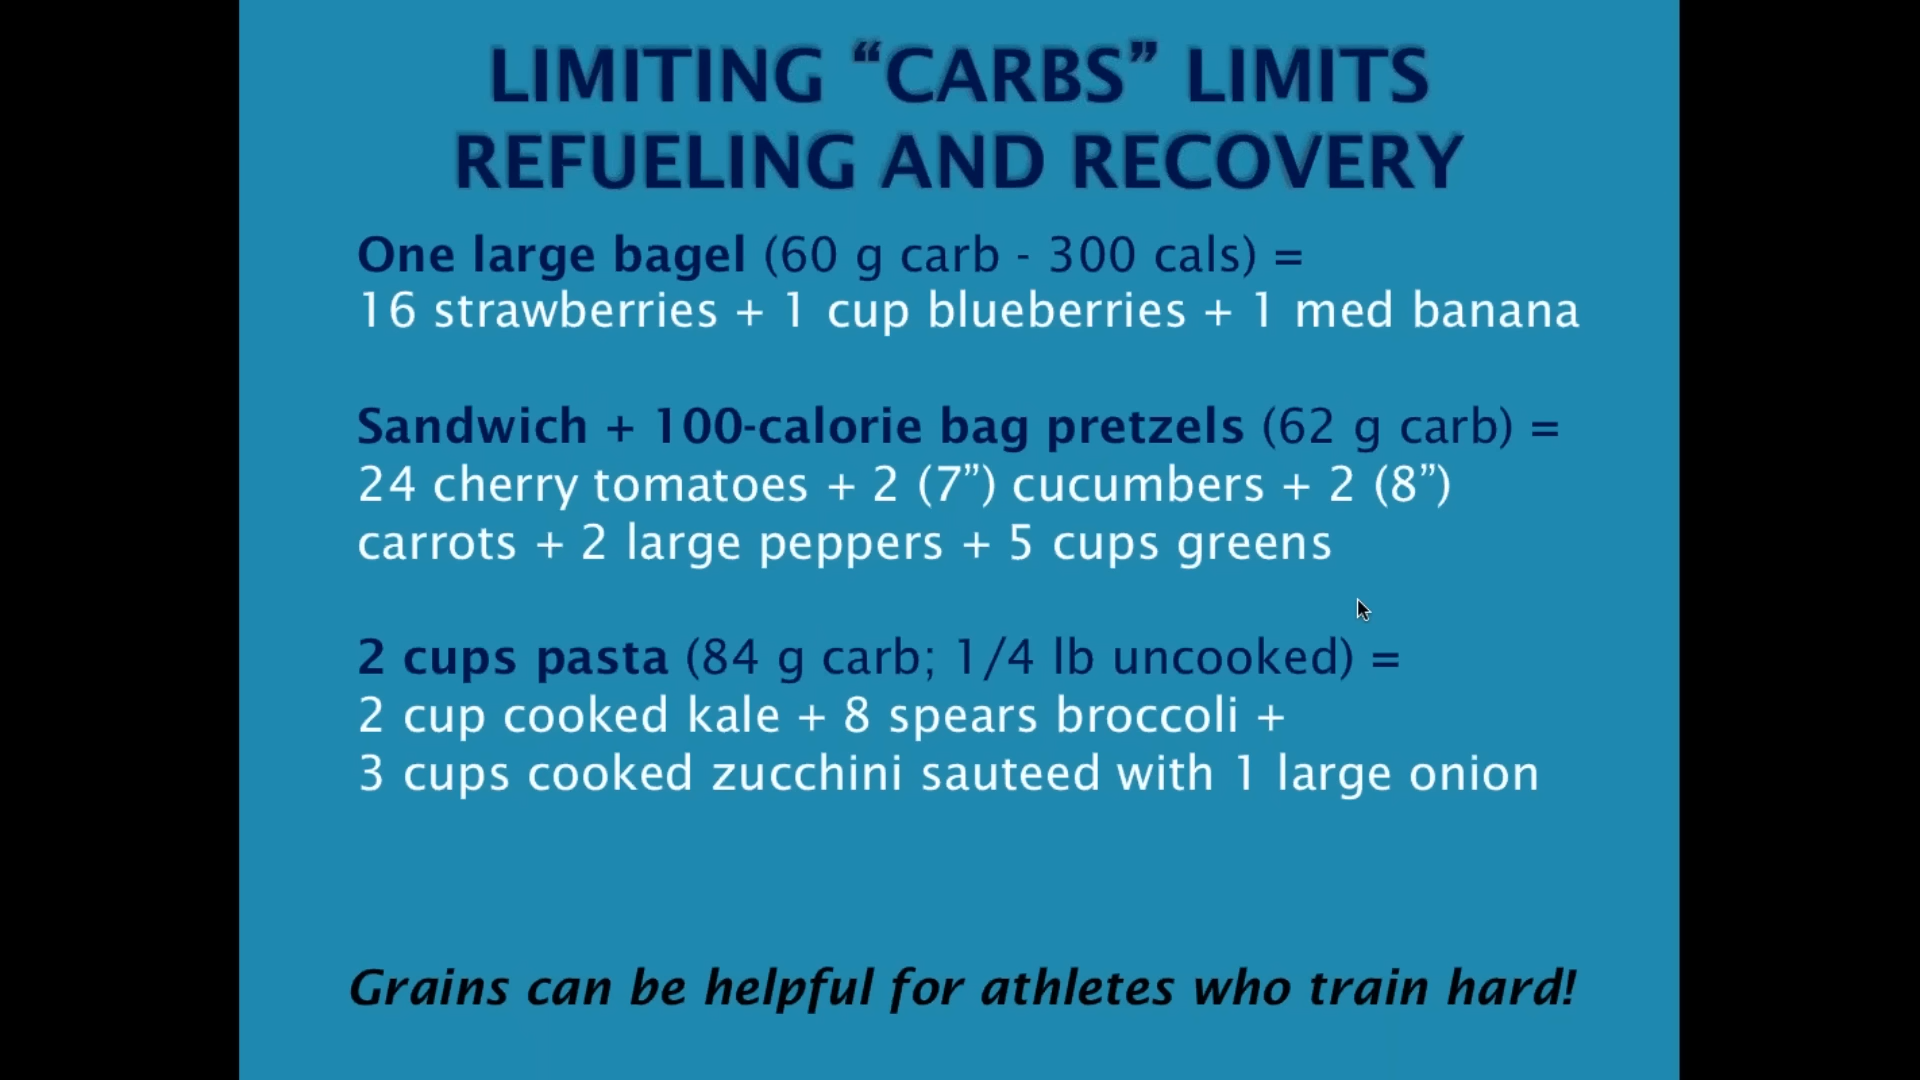 LIMITING “CARBS” LIMITS
REFUELING AND RECOVERY
One large bagel (60 g carb - 300 cals) =
16 strawberries + 1 cup blueberries + 1 med banana
Sandwich + 100-calorie bag pretzels (62 g carb) =
24 cherry tomatoes + 2 (7”) cucumbers + 2 (8”)
carrots + 2 large peppers + 5 cups greens
2 cups pasta (84 g carb; 1/4 lb uncooked) =
2 cup cooked kale + 8 spears broccoli +
3 cups cooked zucchini sauteed with 1 large onion
Grains can be helpful for athletes who train hard!